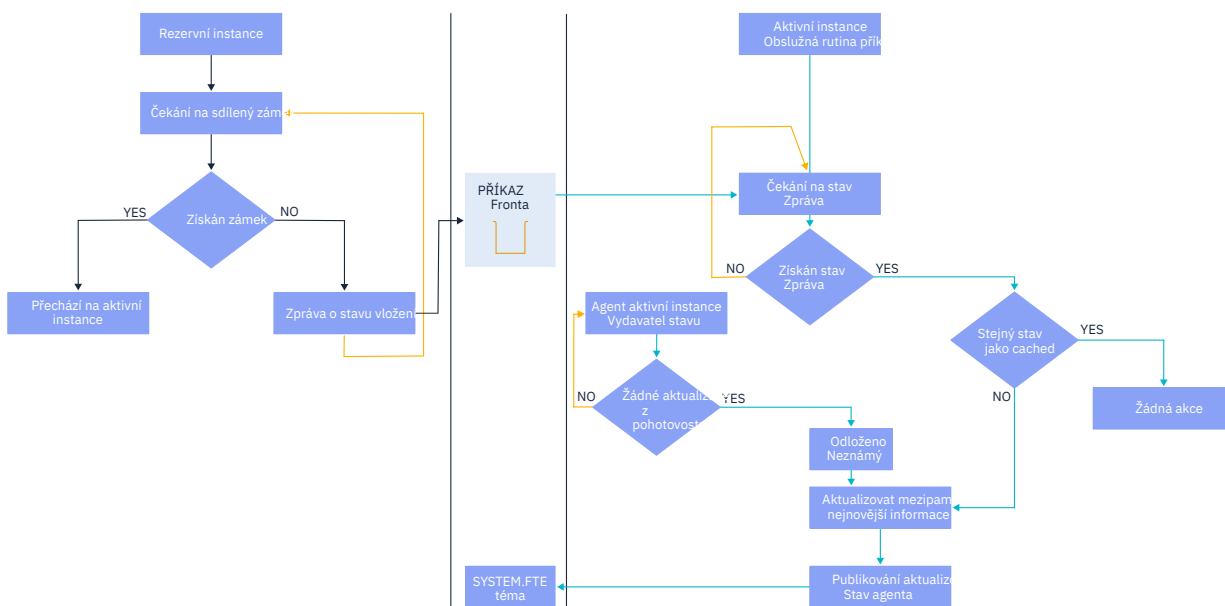 Rezervní instance
Čekání na sdílený zám
Získán zámek
YES
NO
Přechází na aktivní
instance
Zpráva o stavu vložení
PŘÍKAZ
Fronta
SYSTEM.FTE
téma
Aktivní instance
Obslužná rutina přík
Čekání na stav
Zpráva
Získán stav
Zpráva
NO
YES
Stejný stav
jako cached
YES
NO
Žádná akce
Agent aktivní instance
Vydavatel stavu
Žádné aktualiz
z
pohotovost
NO
YES
Odloženo
Neznámý
Aktualizovat mezipam
nejnovější informace
Publikování aktualiz
Stav agenta